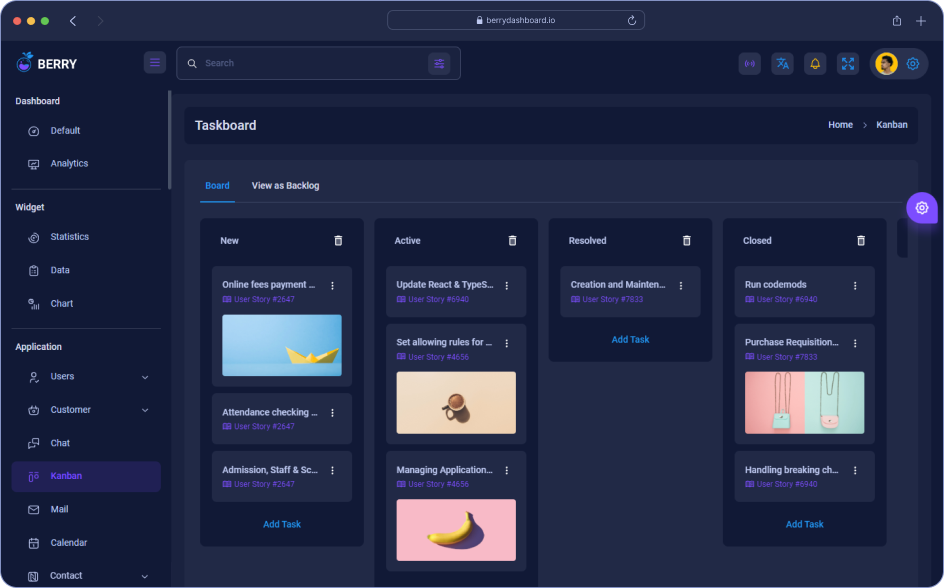 berrydashboard.io
BERRY
Search
Dashboard
Default
Analytics
Widget
Statistics
Data
Chart
Application
Users
Customer
Chat
Kanban
Mail
Calendar
Contact
Taskboard
Home > Kanban
Board
View as Backlog
New
Online fees payment ...
User Story #2647
Attendance checking ...
User Story #2647
Admission, Staff & Sc...
User Story #2647
Add Task
Active
Update React & TypeS...
User Story #6940
Set allowing rules for ...
User Story #4656
Managing Application...
User Story #4656
Resolved
Creation and Mainten...
User Story #7833
Add Task
Closed
Run codemods
User Story #6940
Purchase Requisition...
User Story #7833
Handling breaking ch...
User Story #6940
Add Task